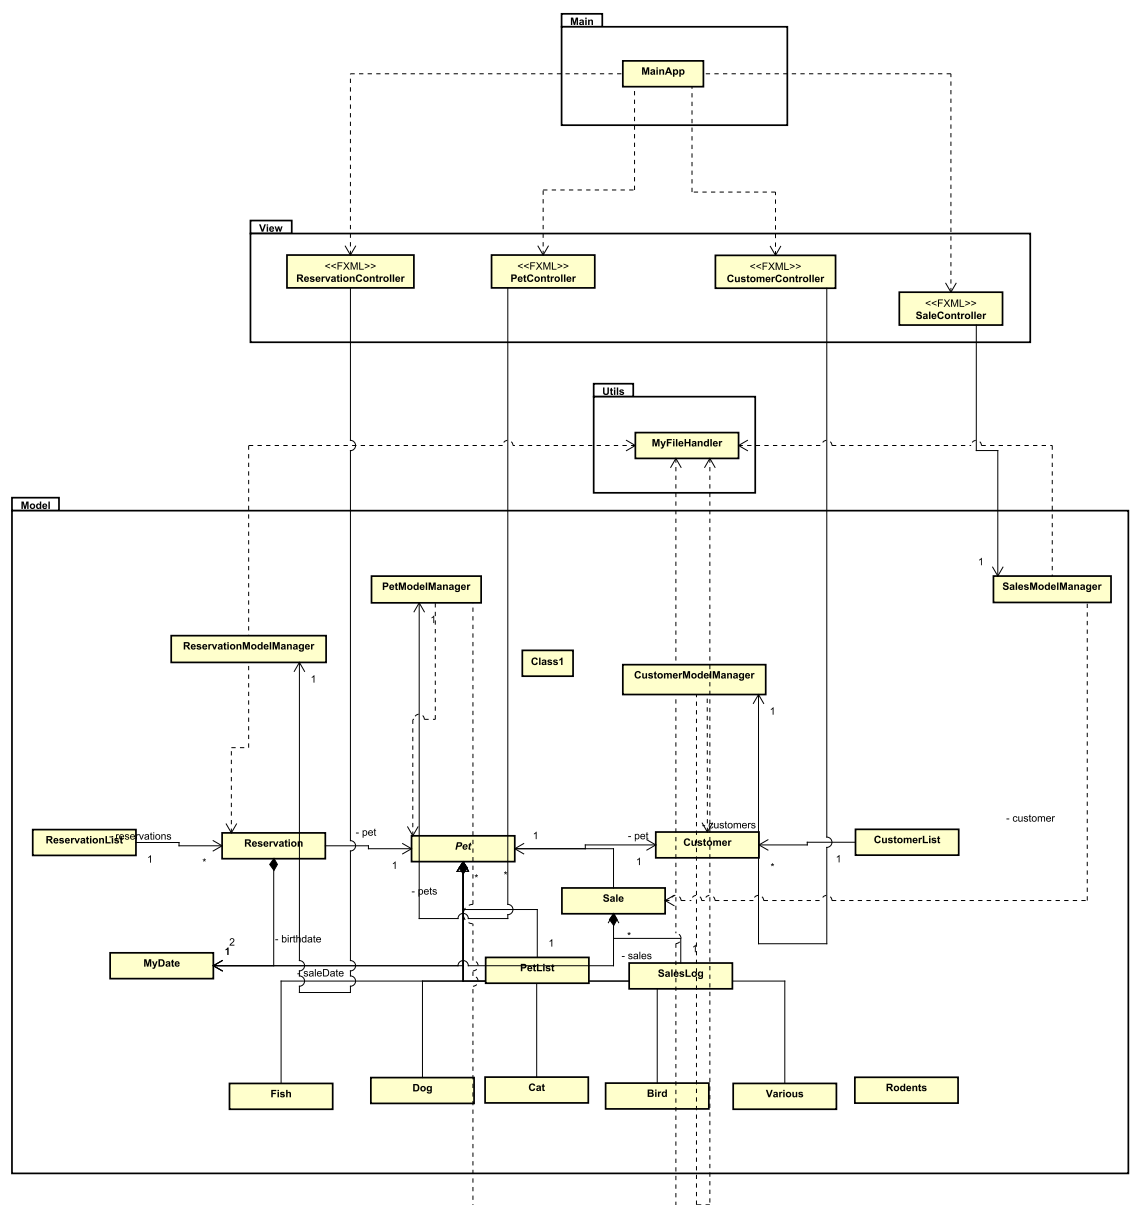 Main
MainApp
View
<<FXML>>
ReservationController
<<FXML>>
PetController
<<FXML>>
CustomerController
<<FXML>>
SaleController
Utils
MyFileHandler
Model
PetModelManager
1
1
SalesModelManager
ReservationModelManager
1
Class1
CustomerModelManager
1
ReservationList
- reservations
1
*
Reservation
- pet
1
Pet
1
- pet
1
- customers
Customer
*
1
CustomerList
- customer
*
*
- pets
Sale
*
1
1
- sales
2
1
- birthdate
MyDate
- saleDate
PetList
SalesLog
Fish
Dog
Cat
Bird
Various
Rodents